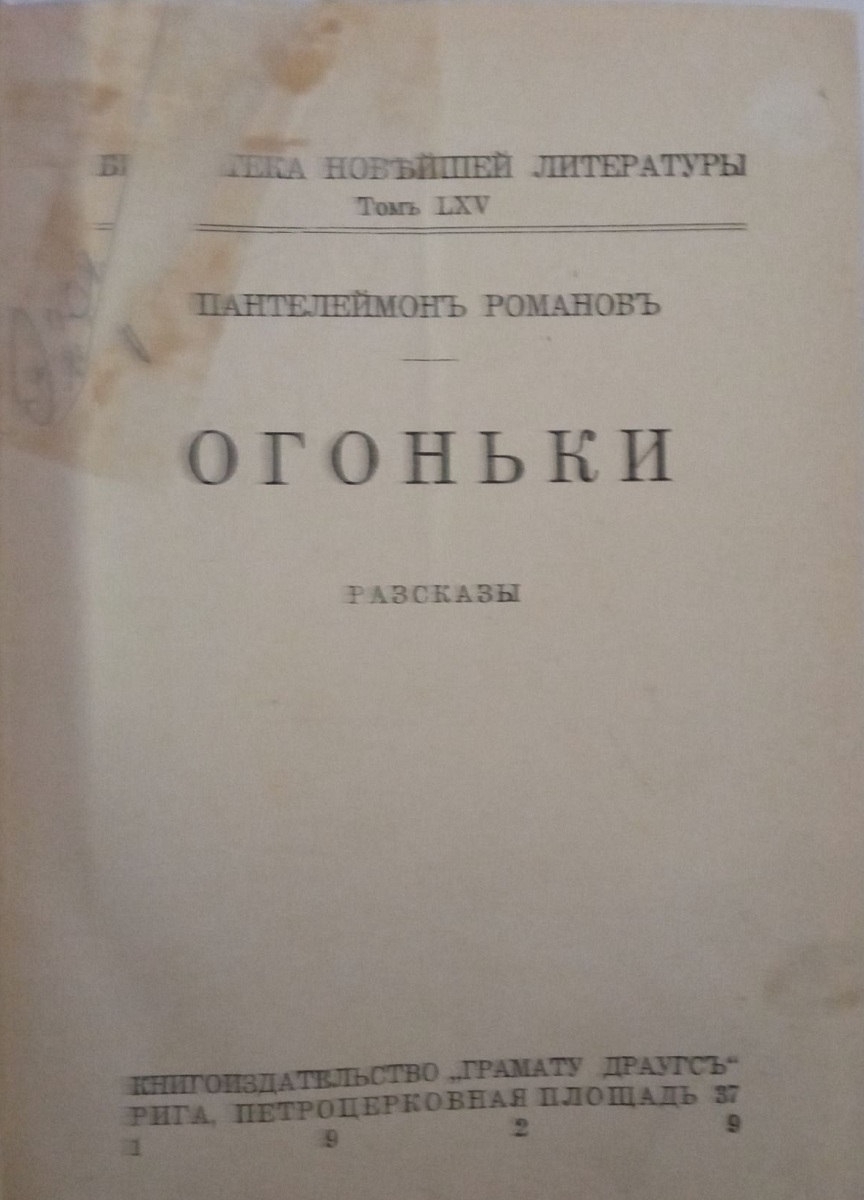 НОВѢЙШЕЙ ЛИТЕРАТУРЫ
Томъ LXV
ПАНТЕЛЕЙМОНЪ РОМАНОВЪ
ОГОНЬКИ
РАЗСКАЗЫ
КНИГОИЗДАТЕЛЬСТВО „ГРАМАТУ ДРАУГСЪ“
РИГА, ПЕТРОЦЕРКОВНАЯ ПЛОЩАДЬ 37
1 9 2 9